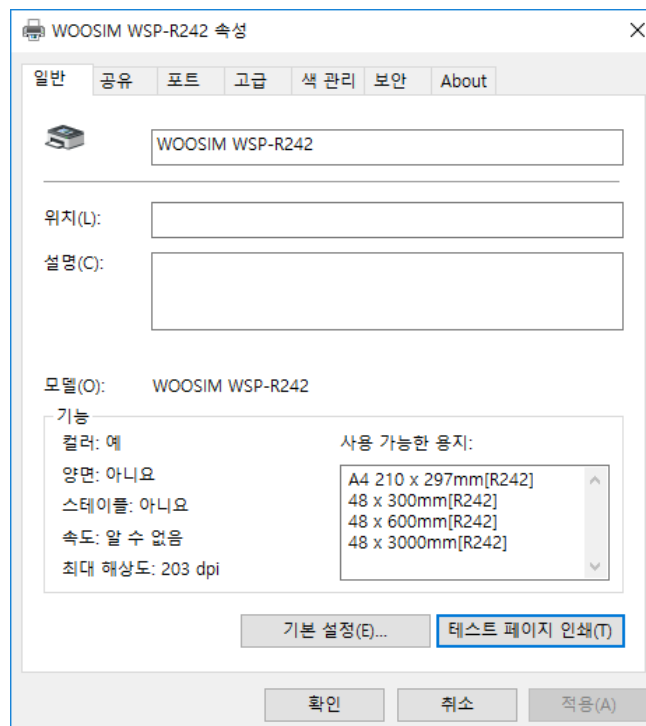 WOOSIM WSP-R242 속성
일반 공유 포트 고급 색 관리 보안 About
WOOSIM WSP-R242
위치(L):
설명(C):
모델(O): WOOSIM WSP-R242
기능
컬러: 예
양면: 아니요
스테이플: 아니요
속도: 알 수 없음
최대 해상도: 203 dpi
사용 가능한 용지:
A4 210 x 297mm[R242]
48 x 300mm[R242]
48 x 600mm[R242]
48 x 3000mm[R242]
기본 설정(E)... 테스트 페이지 인쇄(T)
확인 취소 적용(A)